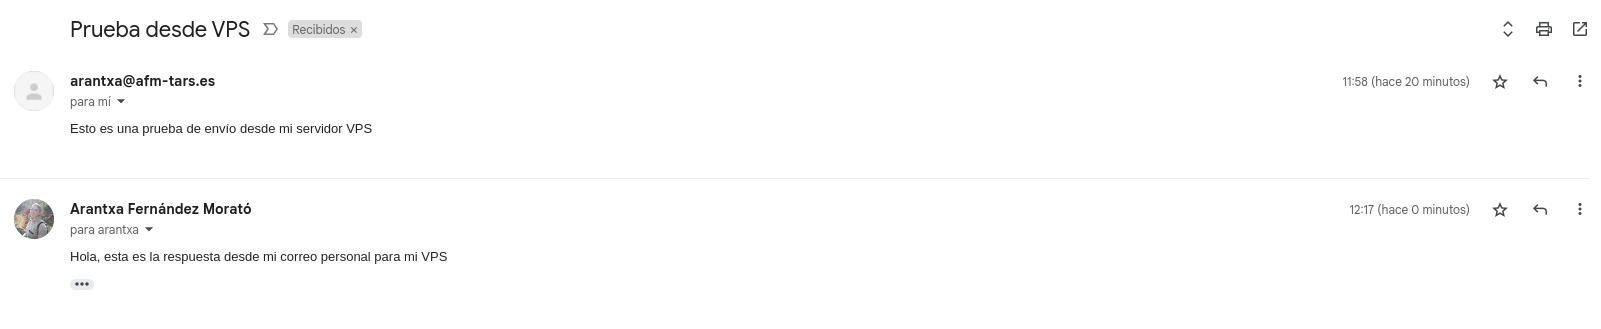 Prueba desde VPS Recibidos ×
arantxa@afm-tars.es 11:58 (hace 20 minutos)
para mí
Esto es una prueba de envío desde mi servidor VPS
Arantxa Fernández Morató 12:17 (hace 0 minutos)
para arantxa
Hola, esta es la respuesta desde mi correo personal para mi VPS